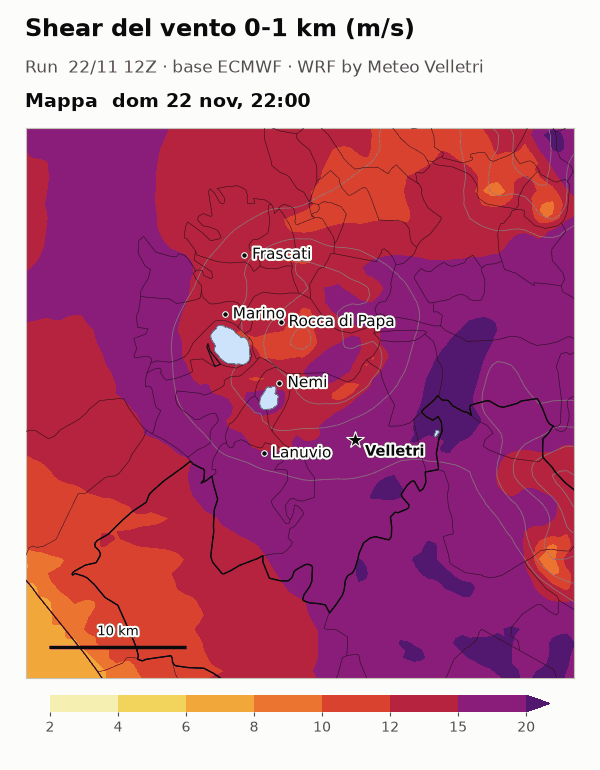 Shear del vento 0-1 km (m/s)
Run  22/11 12Z · base ECMWF · WRF by Meteo Velletri
Mappa  dom 22 nov, 22:00
Frascati
Marino
Rocca di Papa
Nemi
Velletri
Lanuvio
10 km
2 4 6 8 10 12 15 20